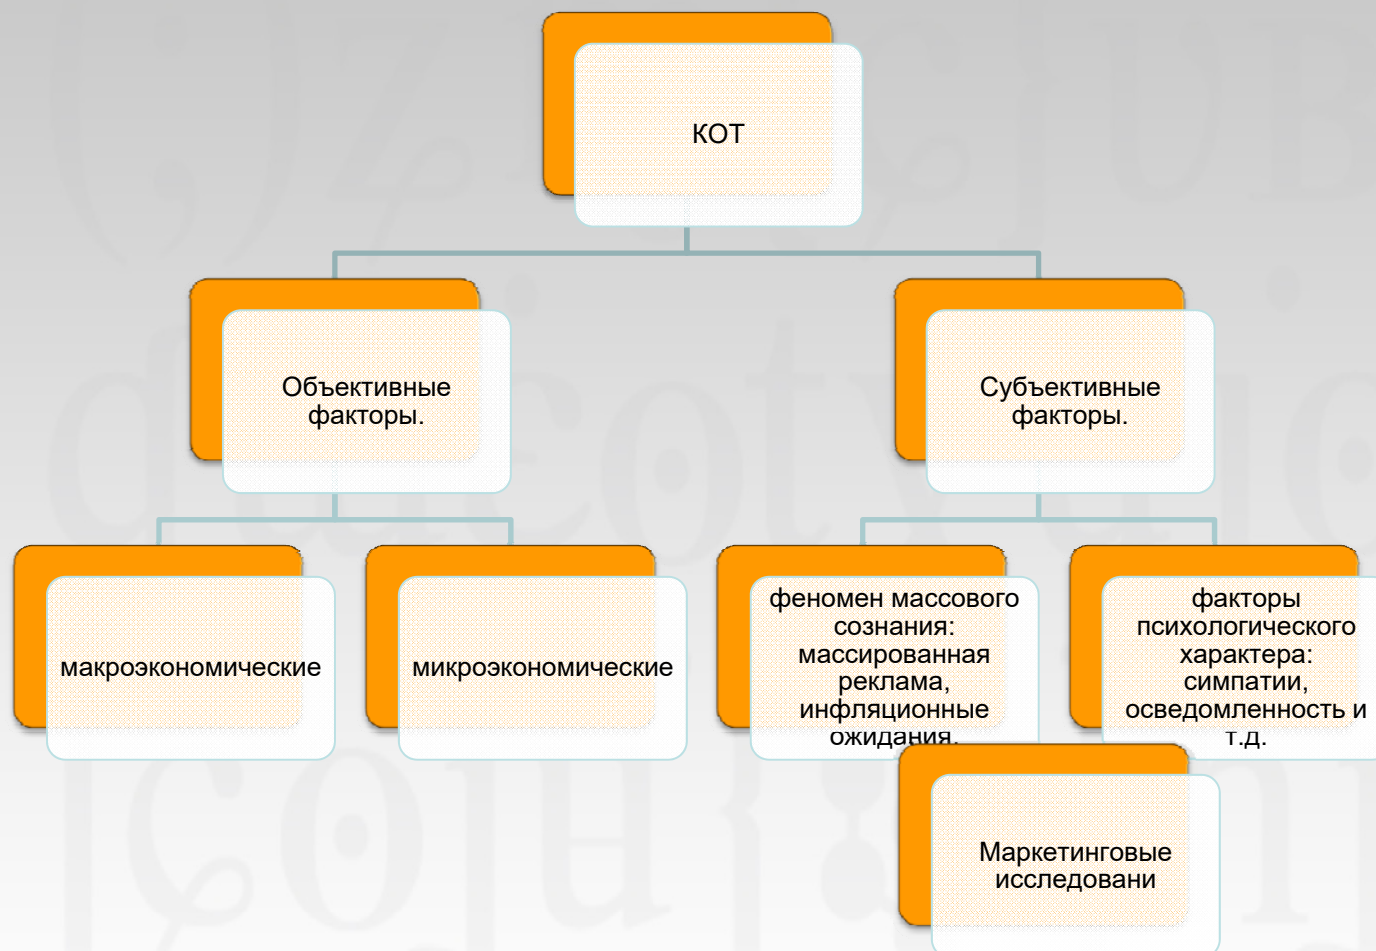 КОТ
Объективные
факторы.
Субъективные
факторы.
макроэкономические
микроэкономические
феномен массового
сознания:
массированная
реклама,
инфляционные
ожидания.
факторы
психологического
характера:
симпатии,
осведомленность и
т.д.
Маркетинговые
исследовани